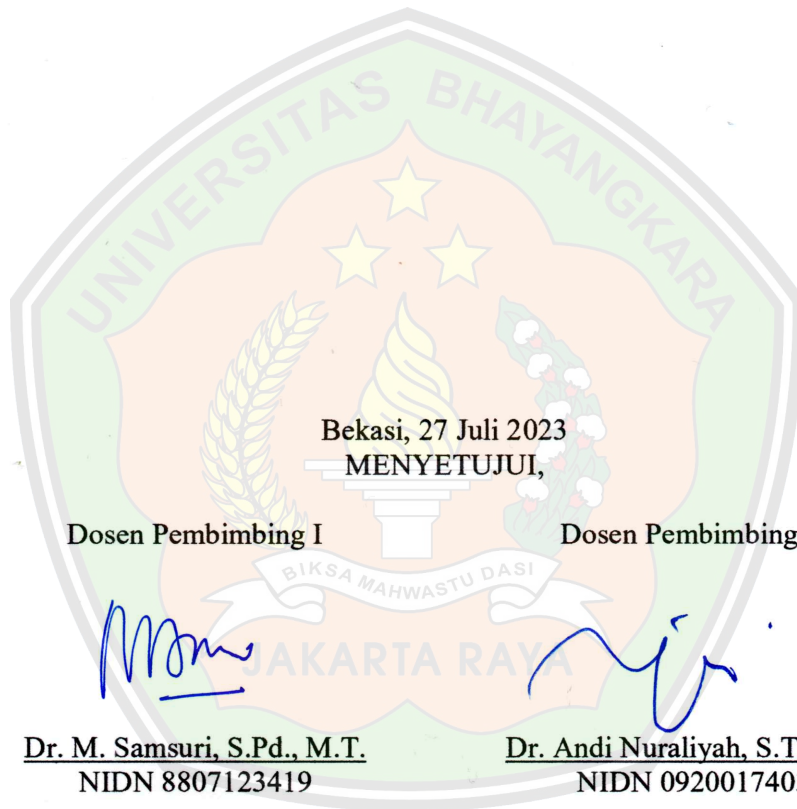 UNIVERSITAS BHAYANGKARA
Bekasi, 27 Juli 2023
MENYETUJUI,
Dosen Pembimbing I
Dosen Pembimbing
BIKSA MAHWASTU DASI
JAKARTA RAYA
Dr. M. Samsuri, S.Pd., M.T.
Dr. Andi Nuraliyah, S.T
NIDN 8807123419
NIDN 092001740